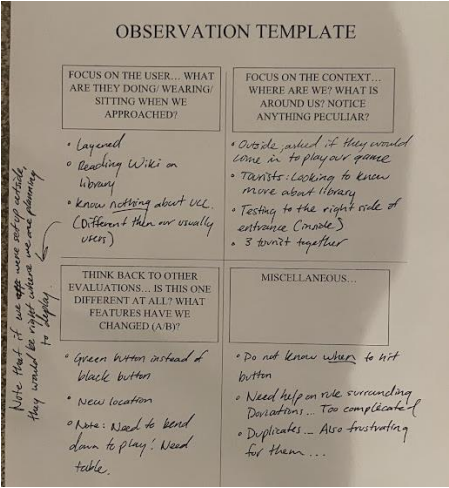 OBSERVATION TEMPLATE
FOCUS ON THE USER... WHAT
ARE THEY DOING/ WEARING/
SITTING WHEN WE
APPROACHED?
• Layered
• Reading Wiki on
library
• Know nothing about UCC.
(Different then our usually
users)
Note that if we were set up outside,
they would be right where we are planning
to deploy.
FOCUS ON THE CONTEXT...
WHERE ARE WE? WHAT IS
AROUND US? NOTICE
ANYTHING PECULIAR?
• Outside, asked if they would
come in to play our game
• Tourists: Looking to know
more about library
• Testing to the right side of
entrance (inside)
• 3 tourist together
THINK BACK TO OTHER
EVALUATIONS... IS THIS ONE
DIFFERENT AT ALL? WHAT
FEATURES HAVE WE
CHANGED (A/B)?
• Green button instead of
black button
• New location
• Note: Need to bend
down to play! Need
table.
MISCELLANEOUS...
• Do not know when to hit
button
• Need help on rule surrounding
Donations... Too complecated
• Duplicates... Also frustrating
for them...